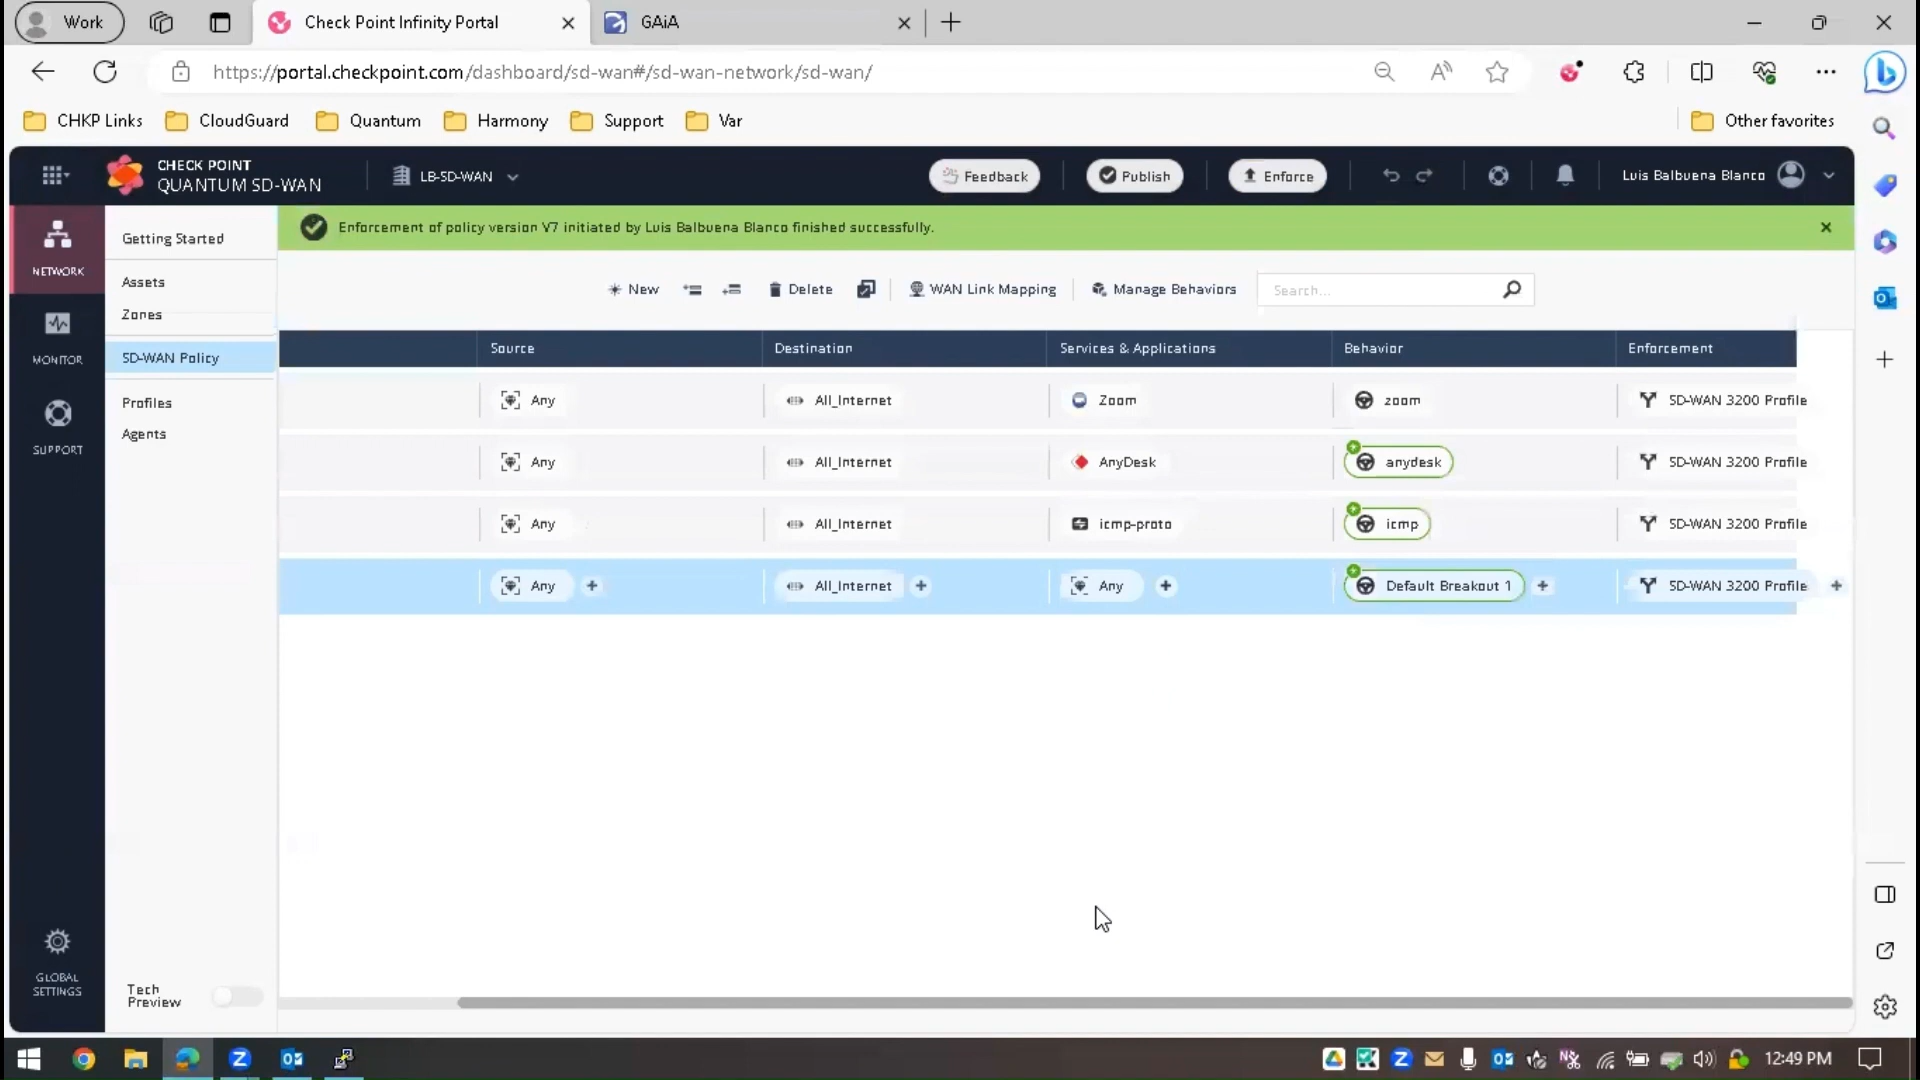 Work
Check Point Infinity Portal
GAiA
https://portal.checkpoint.com/dashboard/sd-wan#/sd-wan-network/sd-wan/
CHKP Links
CloudGuard
Quantum
Harmony
Support
Var
Other favorites
CHECK POINT
QUANTUM SD-WAN
LB-SD-WAN
Feedback
Publish
Enforce
Luis Balbuena Blanco
NETWORK
MONITOR
SUPPORT
GLOBAL
SETTINGS
Getting Started
Assets
Zones
SD-WAN Policy
Profiles
Agents
Tech
Preview
Enforcement of policy version V7 initiated by Luis Balbuena Blanco finished successfully.
New
Delete
WAN Link Mapping
Manage Behaviors
Search...
Source Destination Services & Applications Behavior Enforcement
Any All_Internet Zoom zoom SD-WAN 3200 Profile
Any All_Internet AnyDesk anydesk SD-WAN 3200 Profile
Any All_Internet icmp-proto icmp SD-WAN 3200 Profile
Any All_Internet Any Default Breakout 1 SD-WAN 3200 Profile
12:49 PM